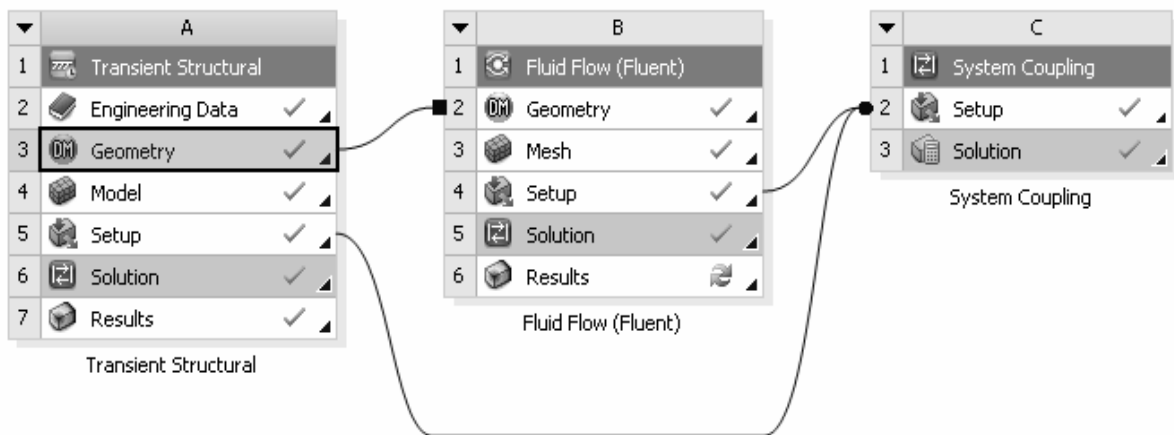 A
1 Transient Structural
2 Engineering Data
3 DM Geometry
4 Model
5 Setup
6 Solution
7 Results
Transient Structural
B
1 Fluid Flow (Fluent)
2 DM Geometry
3 Mesh
4 Setup
5 Solution
6 Results
Fluid Flow (Fluent)
C
1 System Coupling
2 Setup
3 Solution
System Coupling